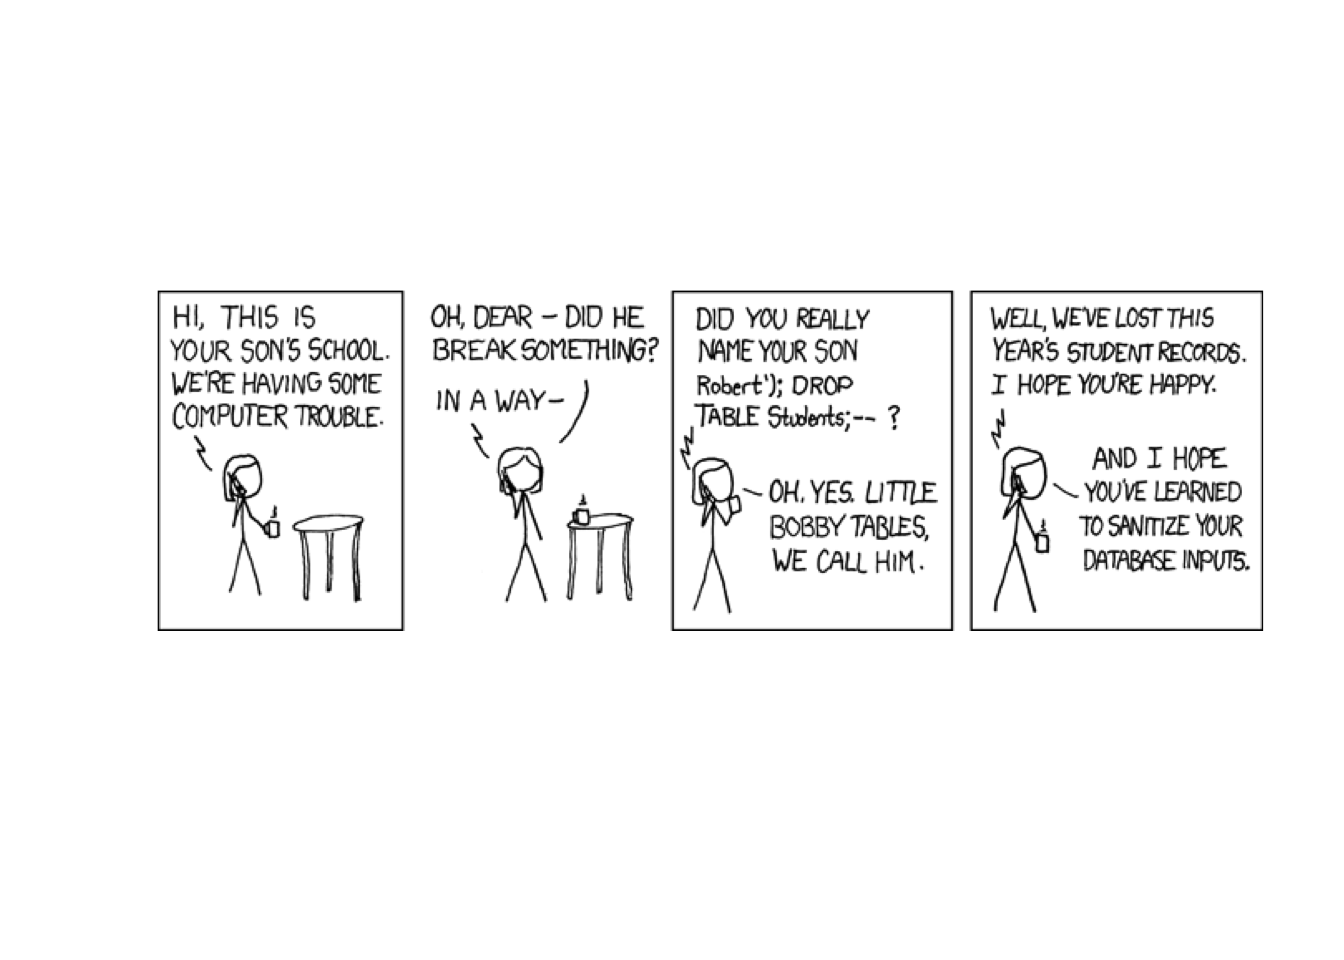 HI, THIS IS
YOUR SON'S SCHOOL.
WE'RE HAVING SOME
COMPUTER TROUBLE.
OH, DEAR – DID HE
BREAK SOMETHING?
IN A WAY–
DID YOU REALLY
NAME YOUR SON
Robert'); DROP
TABLE Students;-- ?
OH. YES. LITTLE
BOBBY TABLES,
WE CALL HIM.
WELL, WE'VE LOST THIS
YEAR'S STUDENT RECORDS.
I HOPE YOU'RE HAPPY.
AND I HOPE
YOU'VE LEARNED
TO SANITIZE YOUR
DATABASE INPUTS.